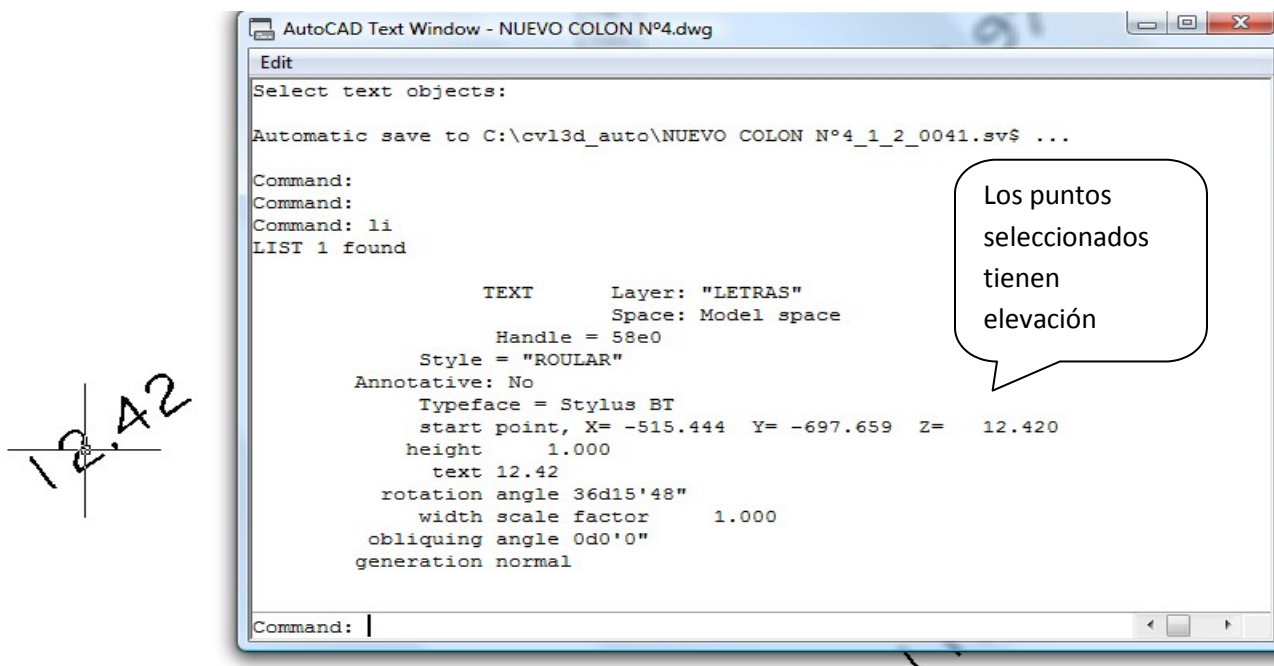 AutoCAD Text Window - NUEVO COLON Nº4.dwg
Edit
Select text objects:
Automatic save to C:\cvl3d_auto\NUEVO COLON Nº4_1_2_0041.sv$ ...
Command:
Command:
Command: li
LIST 1 found
TEXT Layer: "LETRAS"
Space: Model space
Handle = 58e0
Style = "ROULAR"
Annotative: No
Typeface = Stylus BT
start point, X= -515.444 Y= -697.659 Z= 12.420
height 1.000
text 12.42
rotation angle 36d15'48"
width scale factor 1.000
obliquing angle 0d0'0"
generation normal
Command:
Los puntos
seleccionados
tienen
elevación
12.42